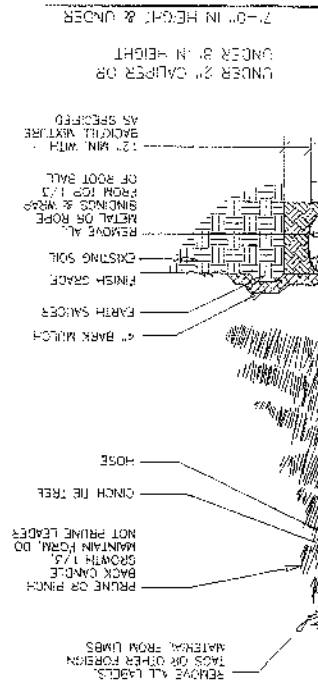 REMOVE ALL LABELS,
TAGS OR OTHER FOREIGN
MATERIAL FROM LIMBS
PRUNE OR PINCH
BACK CANDLE
GROWTH 1/3,
MAINTAIN FORM, DO
NOT PRUNE LEADER
CINCH TIE TREE
HOSE
4" BARK MULCH
EARTH SAUCER
FINISH GRADE
EXISTING SOIL
REMOVE ALL
METAL OR ROPE
BINDINGS & WRAP
FROM TOP 1/3
OF ROOT BALL
12" MIN. WITH
BACKFILL MIXTURE
AS SPECIFIED
UNDER 2" CALIPER OR
UNDER 8' IN HEIGHT
7'-0" IN HEIGHT & UNDER